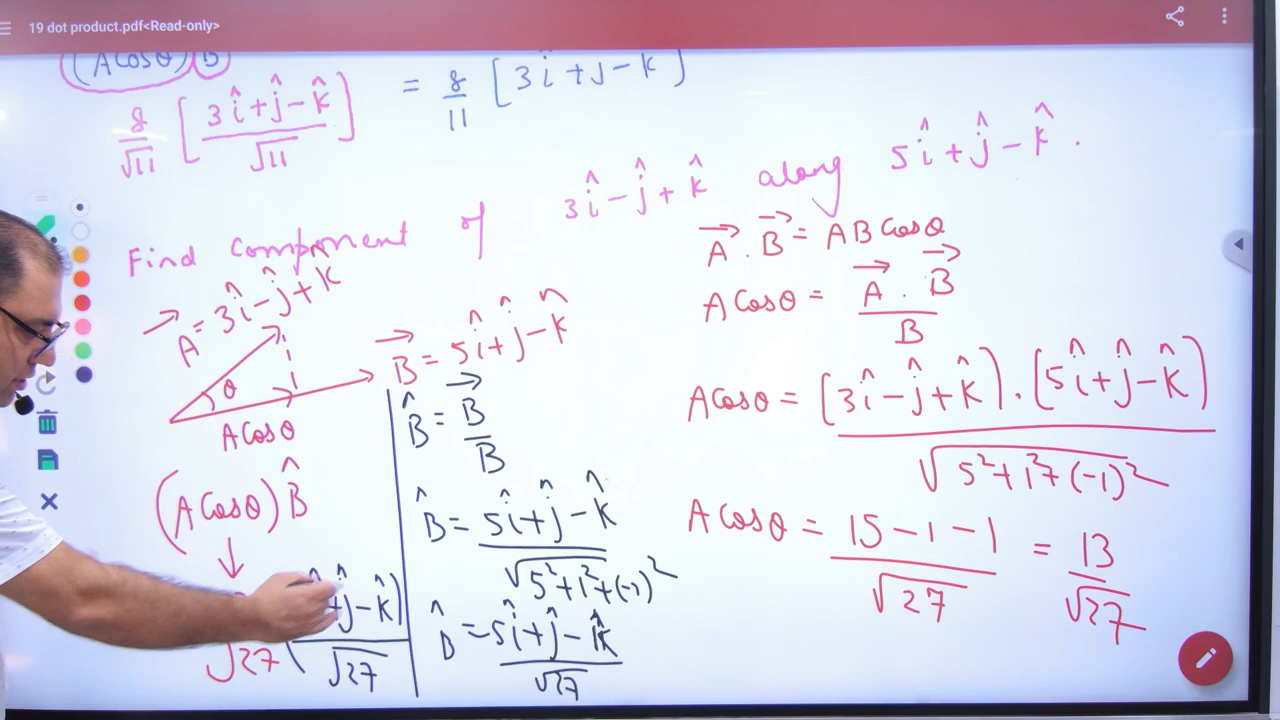 19 dot product.pdf<Read-only>
(A Cosθ) B
8/√11 [3î+ĵ-k̂/√11] = 8/11 [3i+j-k]
Find component of 3î-ĵ+k̂ along 5î+ĵ-k̂.
A⃗ = 3î-ĵ+k̂
θ
A Cosθ
B⃗ = 5î+ĵ-k̂
(A Cosθ) B̂
√27 ( +ĵ-k̂)/√27
B̂ = B⃗/B
B̂ = 5î+ĵ-k̂/√5²+1²+(-1)²
B̂ = 5î+ĵ-k̂/√27
A⃗ . B⃗ = AB Cosθ
A Cosθ = A⃗ . B⃗/B
A Cosθ = (3î-ĵ+k̂).(5î+ĵ-k̂)/√5²+1²+(-1)²
A Cosθ = 15-1-1/√27 = 13/√27